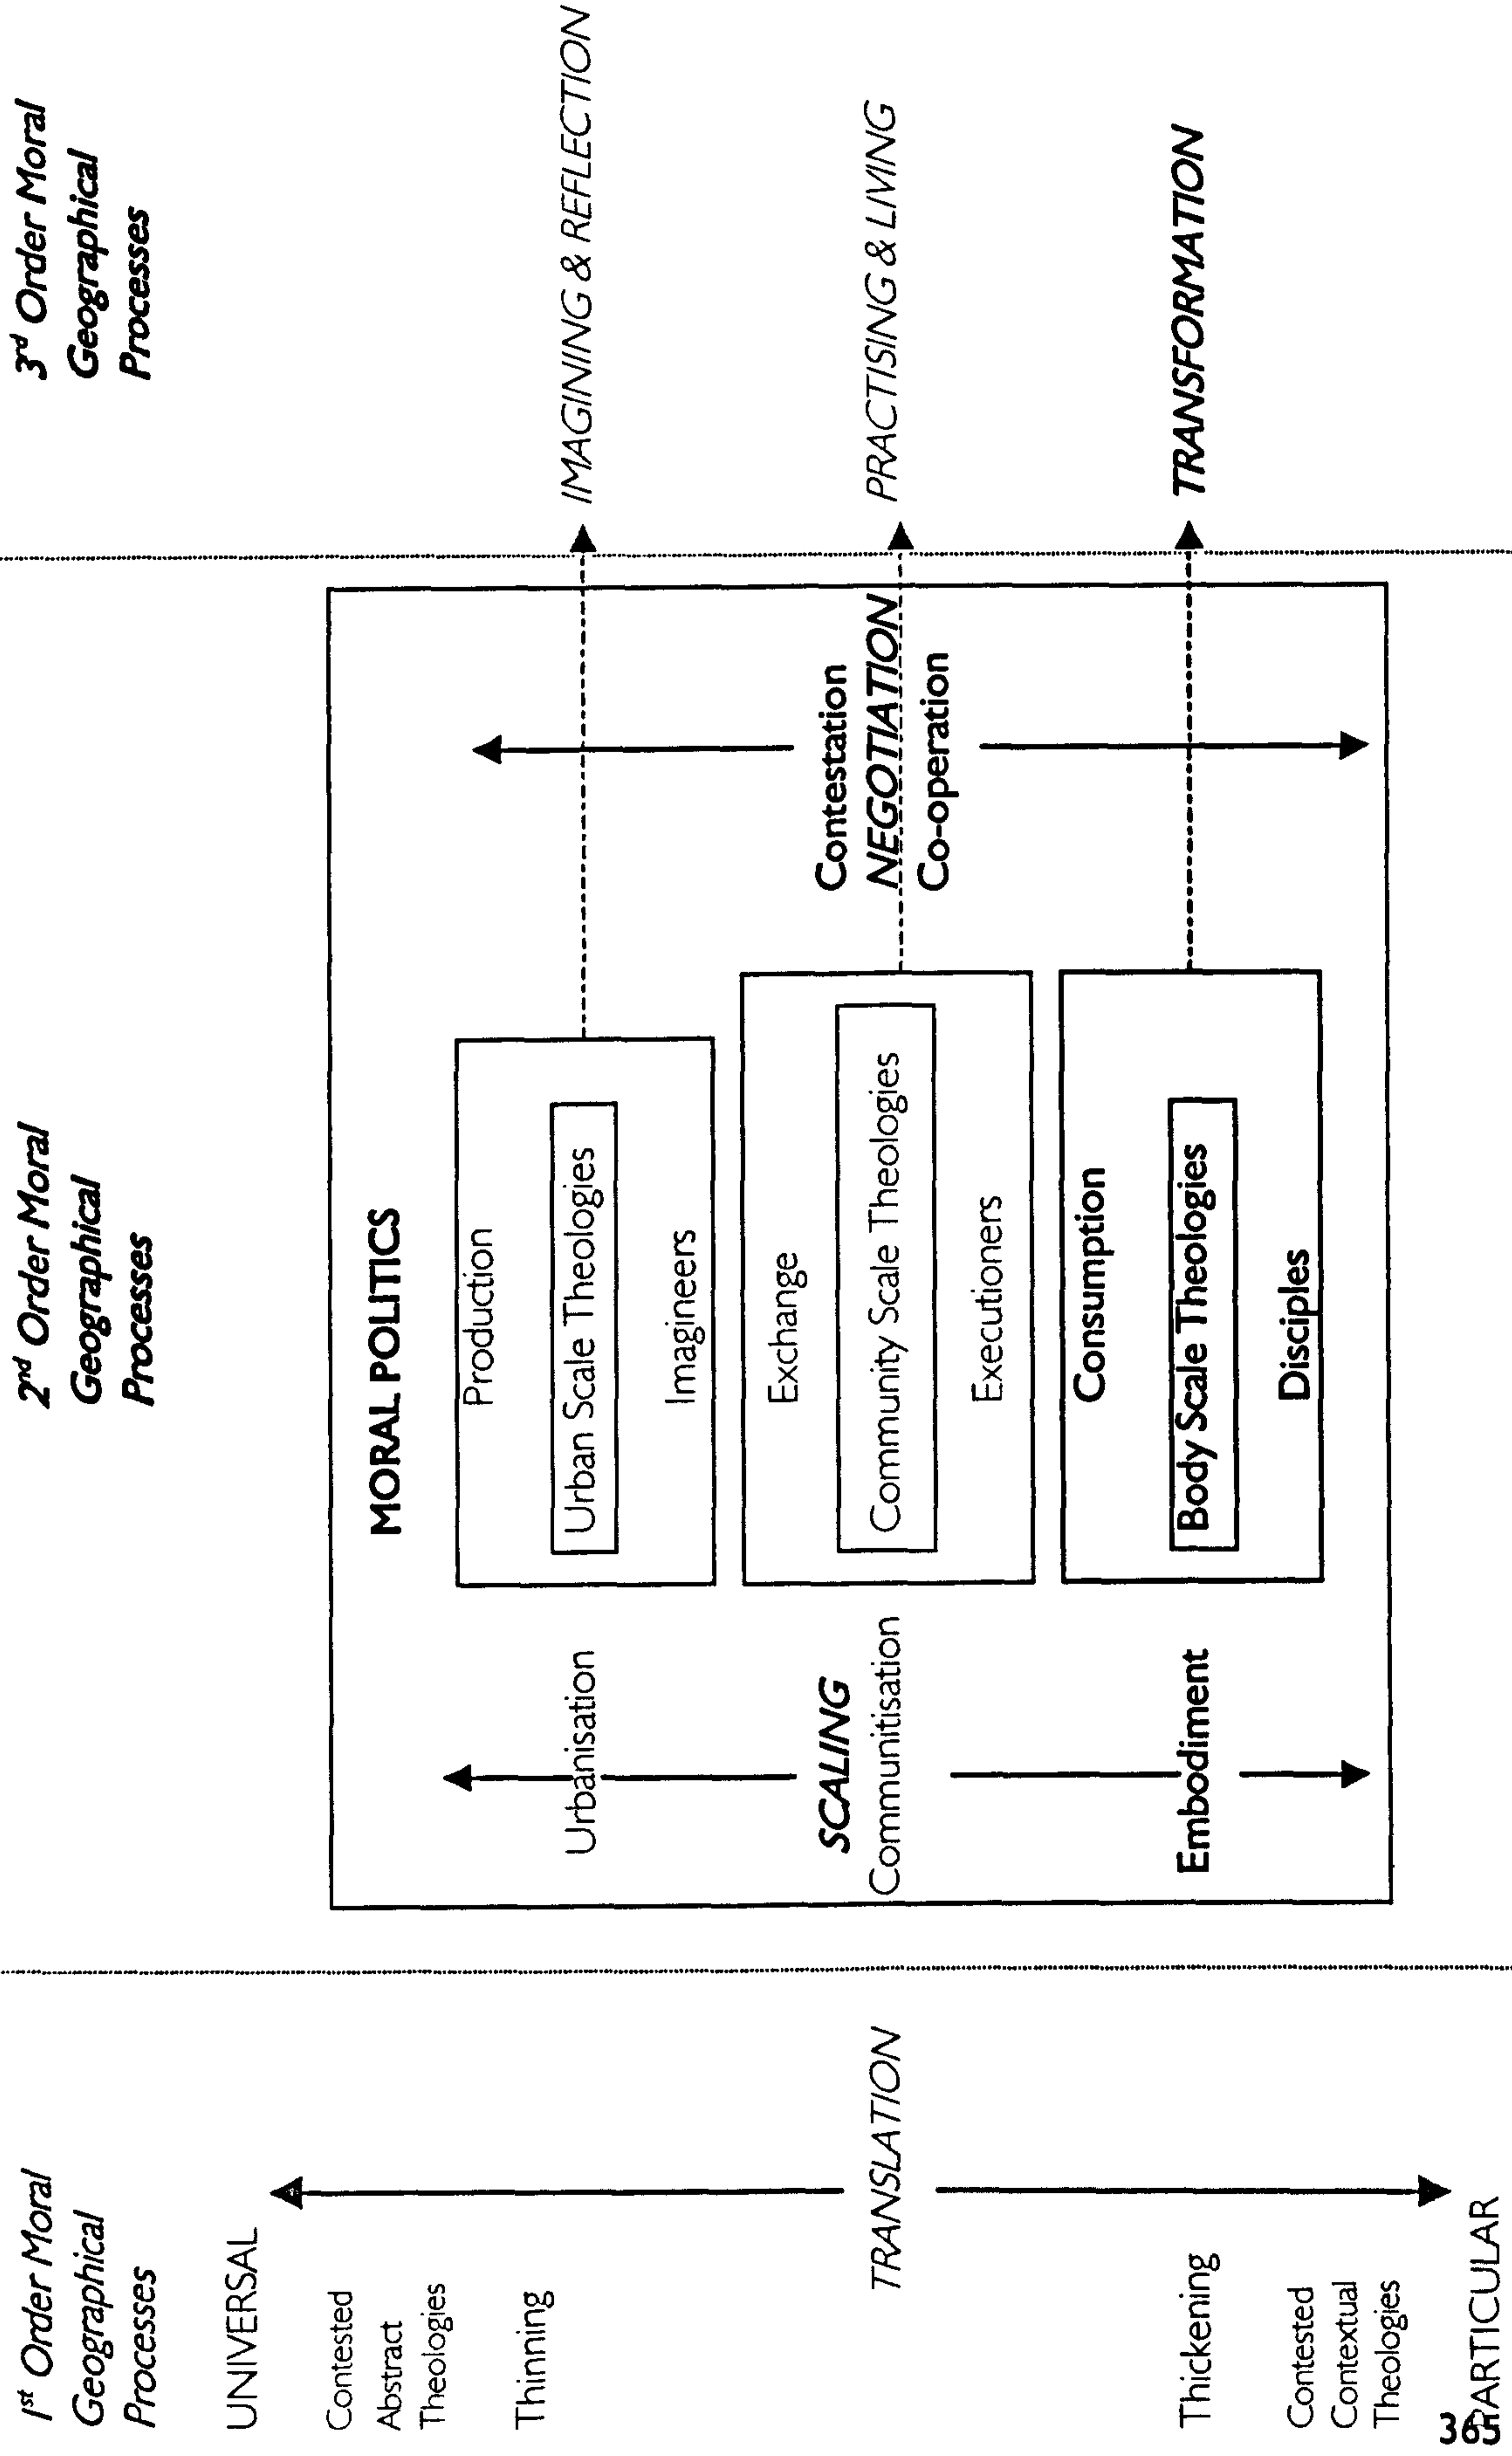 1st Order Moral
Geographical
Processes
UNIVERSAL
Contested
Abstract
Theologies
Thinning
TRANSLATION
Thickening
Contested
Contextual
Theologies
PARTICULAR
2nd Order Moral
Geographical
Processes
MORAL POLITICS
Urbanisation
SCALING
Communitisation
Embodiment
Production
Urban Scale Theologies
Imagineers
Exchange
Community Scale Theologies
Executioners
Consumption
Body Scale Theologies
Disciples
Contestation
NEGOTIATION
Co-operation
3rd Order Moral
Geographical
Processes
IMAGINING & REFLECTION
PRACTISING & LIVING
TRANSFORMATION